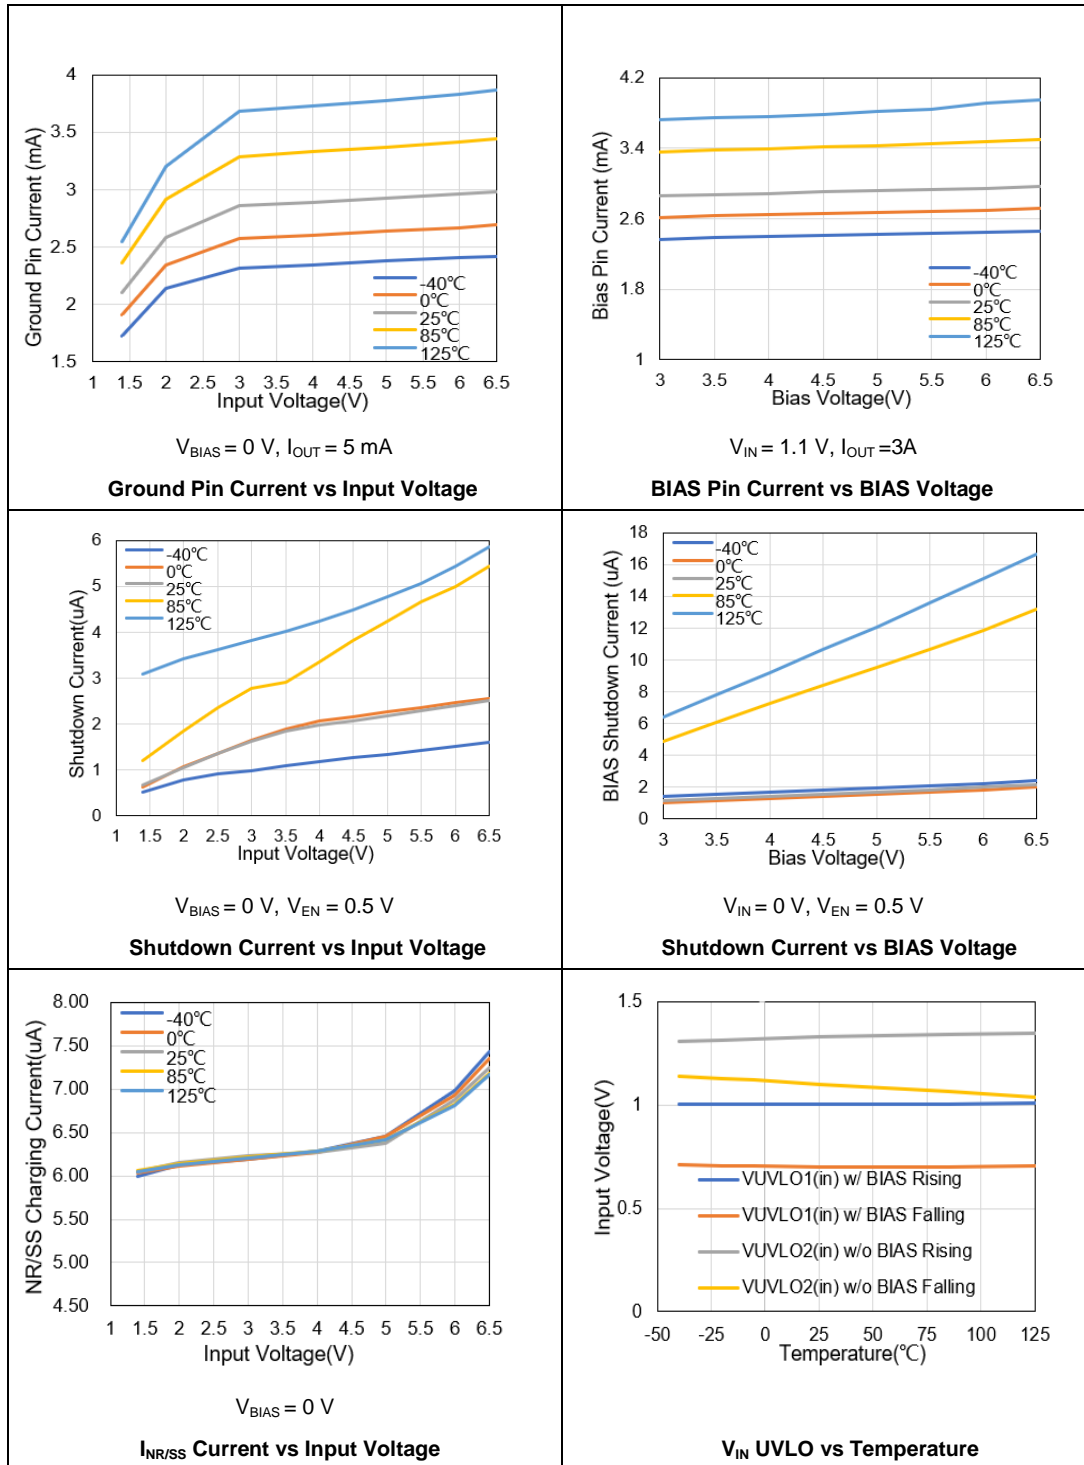 4
3.5
3
2.5
2
1.5
Ground Pin Current (mA)
-40℃
0℃
25℃
85℃
125℃
1 1.5 2 2.5 3 3.5 4 4.5 5 5.5 6 6.5
Input Voltage(V)
VBIAS = 0 V, IOUT = 5 mA
Ground Pin Current vs Input Voltage
4.2
3.4
2.6
1.8
1
Bias Pin Current (mA)
-40℃
0℃
25℃
85℃
125℃
3 3.5 4 4.5 5 5.5 6 6.5
Bias Voltage(V)
VIN = 1.1 V, IOUT =3A
BIAS Pin Current vs BIAS Voltage
6
5
4
3
2
1
0
Shutdown Current(uA)
-40℃
0℃
25℃
85℃
125℃
1 1.5 2 2.5 3 3.5 4 4.5 5 5.5 6 6.5
Input Voltage(V)
VBIAS = 0 V, VEN = 0.5 V
Shutdown Current vs Input Voltage
18
16
14
12
10
8
6
4
2
0
BIAS Shutdown Current (uA)
-40℃
0℃
25℃
85℃
125℃
3 3.5 4 4.5 5 5.5 6 6.5
Bias Voltage(V)
VIN = 0 V, VEN = 0.5 V
Shutdown Current vs BIAS Voltage
8.00
7.50
7.00
6.50
6.00
5.50
5.00
4.50
NR/SS Charging Current(uA)
-40℃
0℃
25℃
85℃
125℃
1 1.5 2 2.5 3 3.5 4 4.5 5 5.5 6 6.5
Input Voltage(V)
VBIAS = 0 V
INR/SS Current vs Input Voltage
1.5
1
0.5
0
Input Voltage(V)
VUVLO1(in) w/ BIAS Rising
VUVLO1(in) w/ BIAS Falling
VUVLO2(in) w/o BIAS Rising
VUVLO2(in) w/o BIAS Falling
-50 -25 0 25 50 75 100 125
Temperature(℃)
VIN UVLO vs Temperature